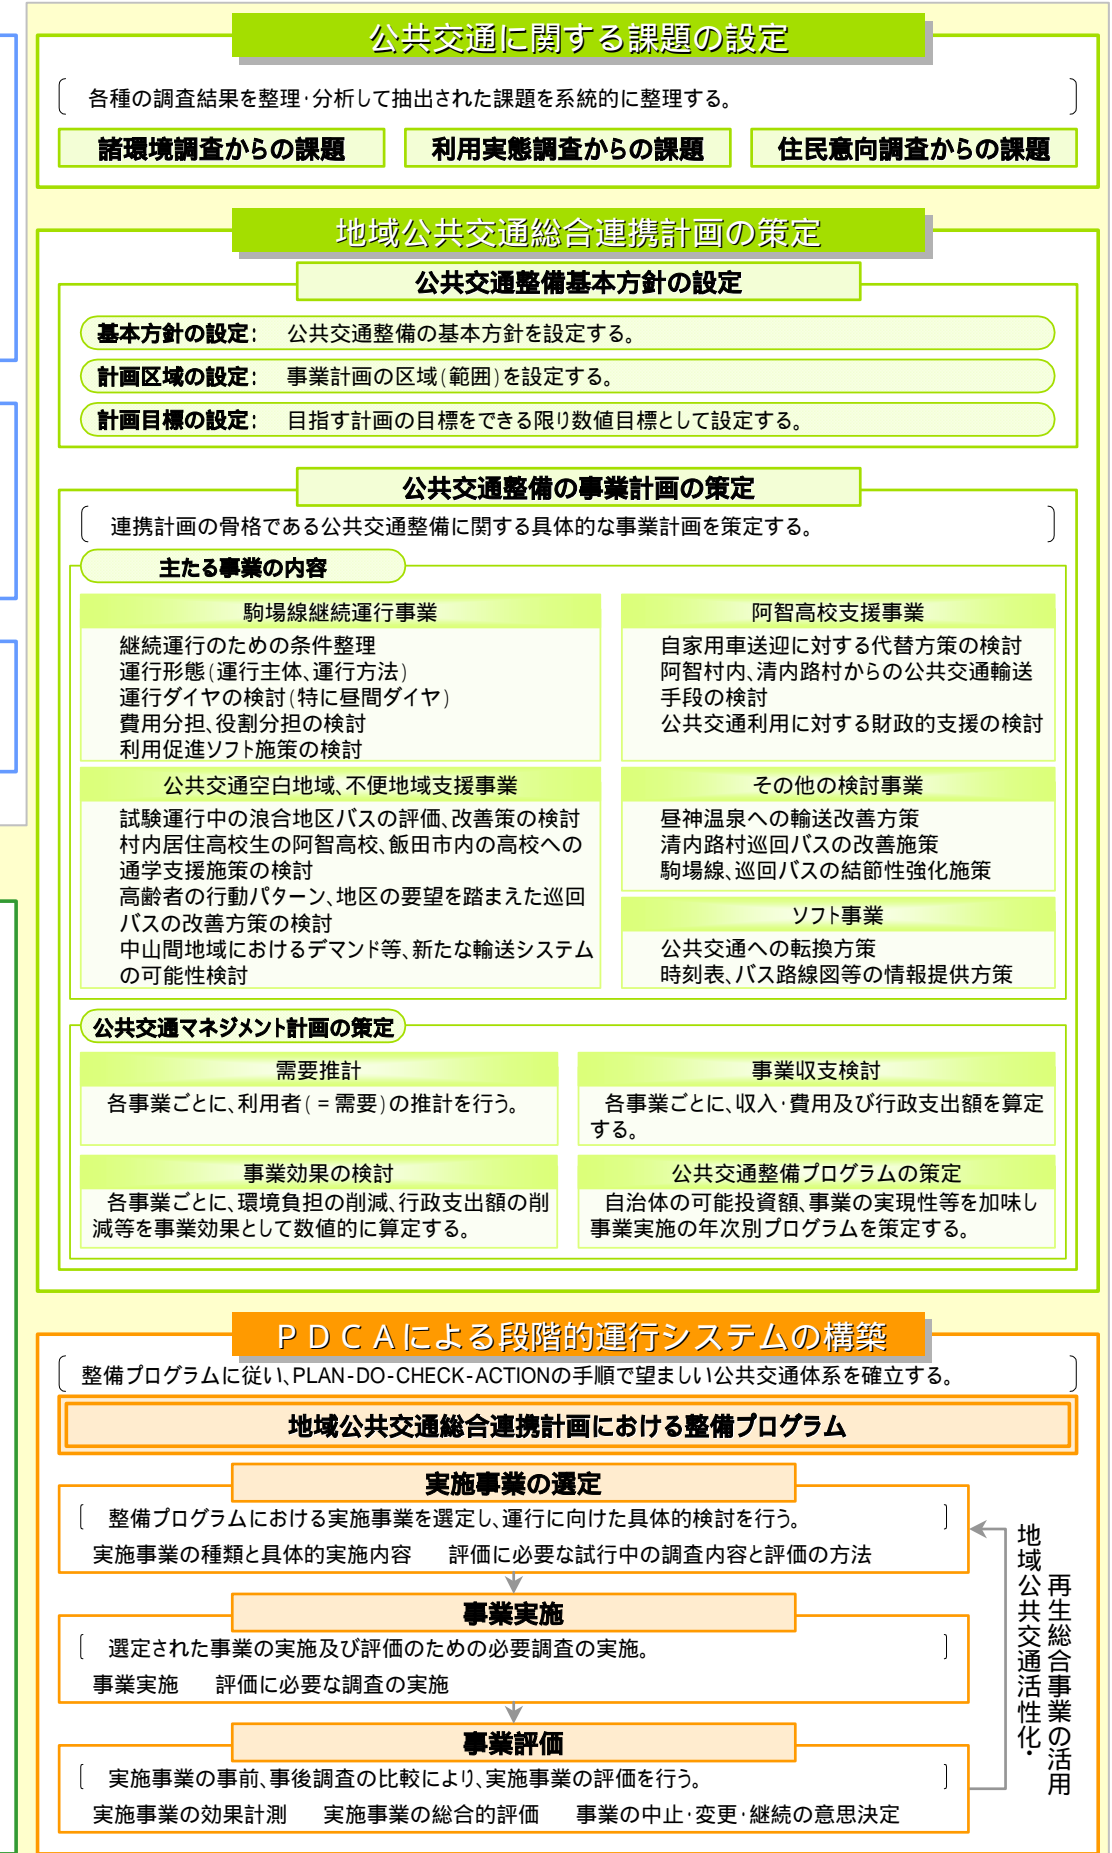 公共交通に関する課題の設定
各種の調査結果を整理・分析して抽出された課題を系統的に整理する。
諸環境調査からの課題
利用実態調査からの課題
住民意向調査からの課題
地域公共交通総合連携計画の策定
公共交通整備基本方針の設定
基本方針の設定： 公共交通整備の基本方針を設定する。
計画区域の設定： 事業計画の区域(範囲)を設定する。
計画目標の設定： 目指す計画の目標をできる限り数値目標として設定する。
公共交通整備の事業計画の策定
連携計画の骨格である公共交通整備に関する具体的な事業計画を策定する。
主たる事業の内容
駒場線継続運行事業
継続運行のための条件整理
運行形態(運行主体、運行方法)
運行ダイヤの検討(特に昼間ダイヤ)
費用分担、役割分担の検討
利用促進ソフト施策の検討
阿智高校支援事業
自家用車送迎に対する代替方策の検討
阿智村内、清内路村からの公共交通輸送
手段の検討
公共交通利用に対する財政的支援の検討
公共交通空白地域、不便地域支援事業
試験運行中の浪合地区バスの評価、改善策の検討
村内居住高校生の阿智高校、飯田市内の高校への
通学支援施策の検討
高齢者の行動パターン、地区の要望を踏まえた巡回
バスの改善方策の検討
中山間地域におけるデマンド等、新たな輸送システム
の可能性検討
その他の検討事業
昼神温泉への輸送改善方策
清内路村巡回バスの改善施策
駒場線、巡回バスの結節性強化施策
ソフト事業
公共交通への転換方策
時刻表、バス路線図等の情報提供方策
公共交通マネジメント計画の策定
需要推計
各事業ごとに、利用者(=需要)の推計を行う。
事業収支検討
各事業ごとに、収入・費用及び行政支出額を算定
する。
事業効果の検討
各事業ごとに、環境負担の削減、行政支出額の削
減等を事業効果として数値的に算定する。
公共交通整備プログラムの策定
自治体の可能投資額、事業の実現性等を加味し
事業実施の年次別プログラムを策定する。
ＰＤＣＡによる段階的運行システムの構築
整備プログラムに従い、PLAN-DO-CHECK-ACTIONの手順で望ましい公共交通体系を確立する。
地域公共交通総合連携計画における整備プログラム
実施事業の選定
整備プログラムにおける実施事業を選定し、運行に向けた具体的検討を行う。
実施事業の種類と具体的実施内容 評価に必要な試行中の調査内容と評価の方法
事業実施
選定された事業の実施及び評価のための必要調査の実施。
事業実施 評価に必要な調査の実施
事業評価
実施事業の事前、事後調査の比較により、実施事業の評価を行う。
実施事業の効果計測 実施事業の総合的評価 事業の中止・変更・継続の意思決定
地域公共交通活性化・
再生総合事業の活用